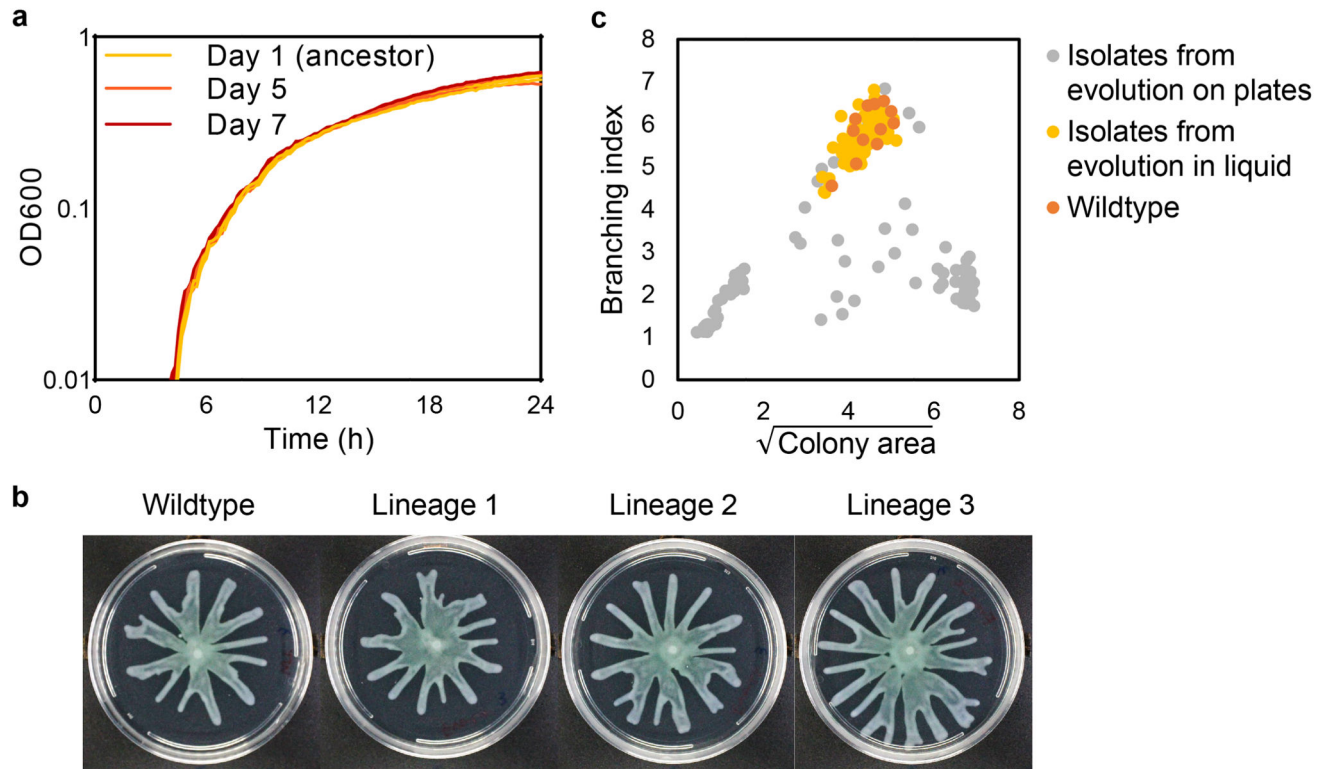 a
1
0.1
0.01
OD600
Day 1 (ancestor)
Day 5
Day 7
0
6
12
18
24
Time (h)
c
8
7
6
5
4
3
2
1
0
Branching index
0
2
4
6
8
√Colony area
Isolates from
evolution on plates
Isolates from
evolution in liquid
Wildtype
b
Wildtype
Lineage 1
Lineage 2
Lineage 3